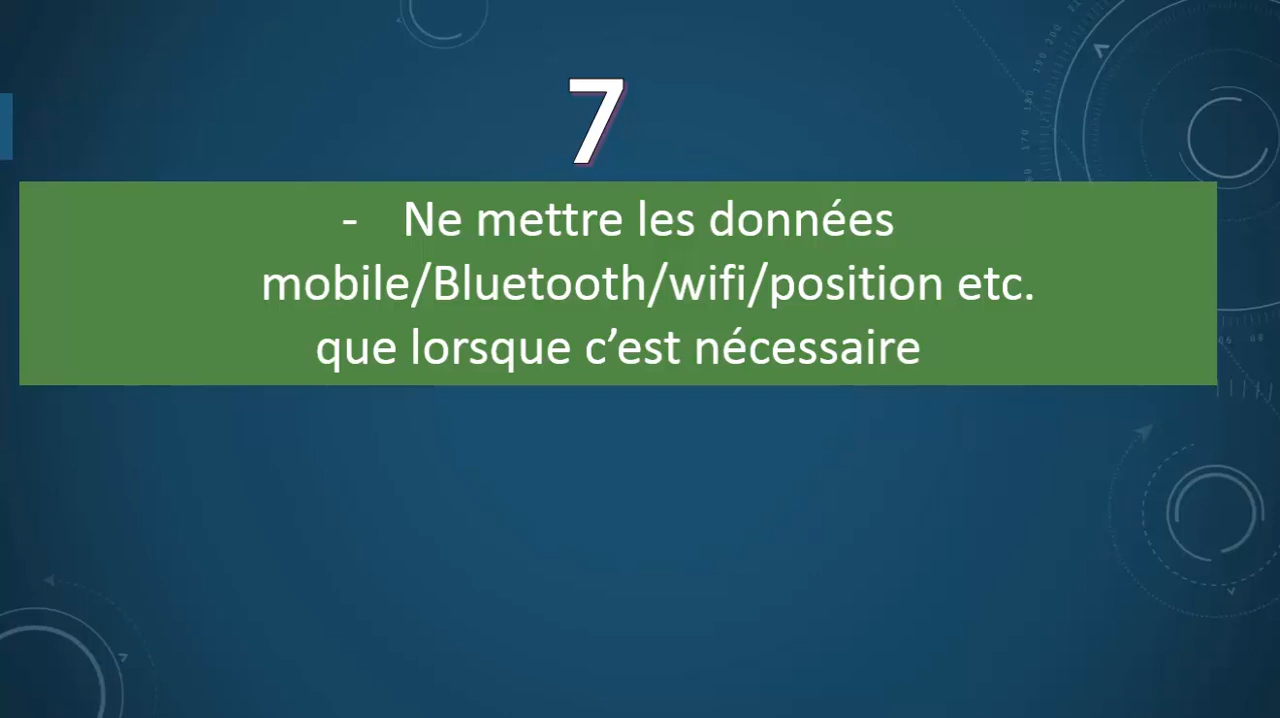 7
- Ne mettre les données
mobile/Bluetooth/wifi/position etc.
que lorsque c’est nécessaire